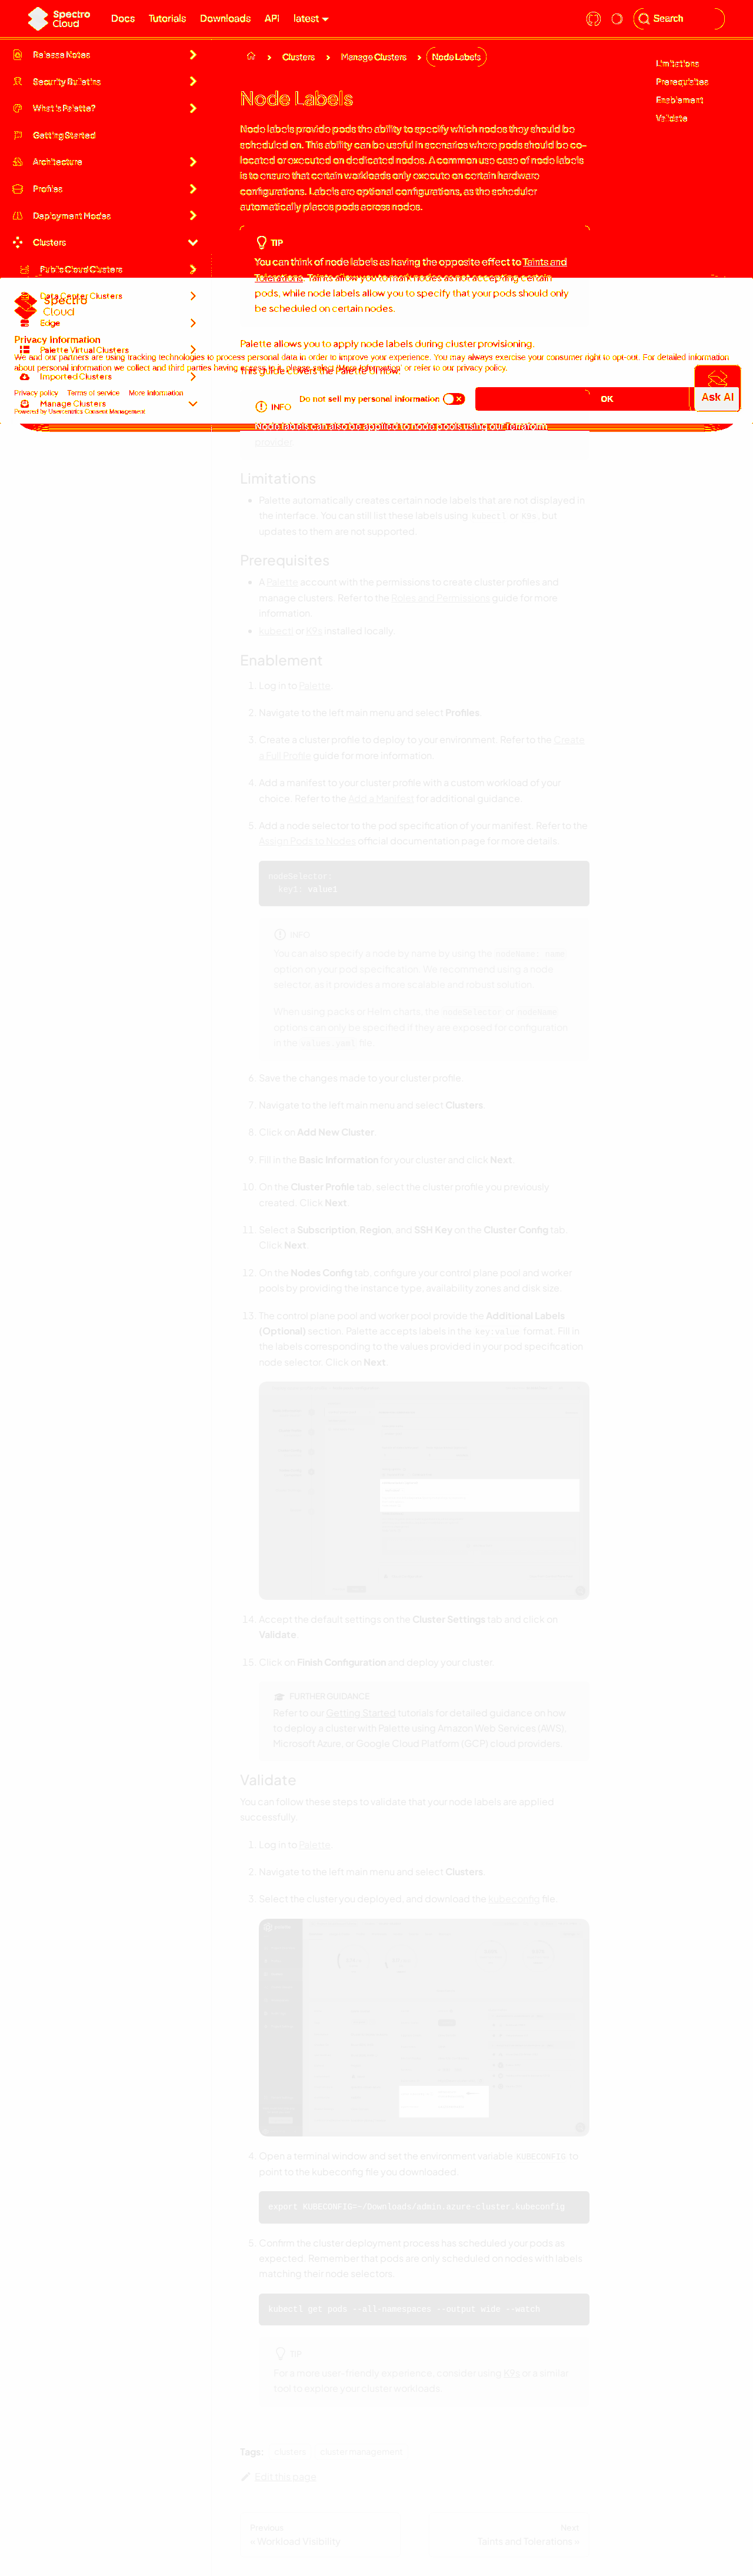 Spectro Cloud
Docs
Tutorials
Downloads
API
latest
Search
Release Notes
Security Bulletins
What is Palette?
Getting Started
Architecture
Profiles
Deployment Modes
Clusters
Public Cloud Clusters
Data Center Clusters
Edge
Palette Virtual Clusters
Imported Clusters
Manage Clusters
Clusters
Manage Clusters
Node Labels
Limitations
Prerequisites
Enablement
Validate
Node Labels
Node labels provide pods the ability to specify which nodes they should be
scheduled on. This ability can be useful in scenarios where pods should be co-
located or executed on dedicated nodes. A common use case of node labels
is to ensure that certain workloads only execute on certain hardware
configurations. Labels are optional configurations, as the scheduler
automatically places pods across nodes.
TIP
You can think of node labels as having the opposite effect to Taints and
Tolerations. Taints allow you to mark nodes as not accepting certain
pods, while node labels allow you to specify that your pods should only
be scheduled on certain nodes.
Palette allows you to apply node labels during cluster provisioning.
This guide covers the Palette UI flow.
INFO
Node labels can also be applied to node pools using our Terraform
provider.
Spectro
Cloud
Privacy Information
We and our partners are using tracking technologies to process personal data in order to improve your experience. You may always exercise your consumer right to opt-out. For detailed information
about personal information we collect and third parties having access to it, please select 'More Information' or refer to our privacy policy.
Privacy policy
Terms of service
More Information
Powered by Usercentrics Consent Management
Do not sell my personal information
OK
Ask AI
Limitations
Palette automatically creates certain node labels that are not displayed in
the interface. You can still list these labels using kubectl or K9s, but
updates to them are not supported.
Prerequisites
A Palette account with the permissions to create cluster profiles and
manage clusters. Refer to the Roles and Permissions guide for more
information.
kubectl or K9s installed locally.
Enablement
1. Log in to Palette.
2. Navigate to the left main menu and select Profiles.
3. Create a cluster profile to deploy to your environment. Refer to the Create
a Full Profile guide for more information.
4. Add a manifest to your cluster profile with a custom workload of your
choice. Refer to the Add a Manifest for additional guidance.
5. Add a node selector to the pod specification of your manifest. Refer to the
Assign Pods to Nodes official documentation page for more details.
nodeSelector:
key1: value1
INFO
You can also specify a node by name by using the nodeName: name
option on your pod specification. We recommend using a node
selector, as it provides a more scalable and robust solution.
When using packs or Helm charts, the nodeSelector or nodeName
options can only be specified if they are exposed for configuration
in the values.yaml file.
6. Save the changes made to your cluster profile.
7. Navigate to the left main menu and select Clusters.
8. Click on Add New Cluster.
9. Fill in the Basic Information for your cluster and click Next.
10. On the Cluster Profile tab, select the cluster profile you previously
created. Click Next.
11. Select a Subscription, Region, and SSH Key on the Cluster Config tab.
Click Next.
12. On the Nodes Config tab, configure your control plane pool and worker
pools by providing the instance type, availability zones and disk size.
13. The control plane pool and worker pool provide the Additional Labels
(Optional) section. Palette accepts labels in the key:value format. Fill in
the labels corresponding to the values provided in your pod specification
node selector. Click on Next.
14. Accept the default settings on the Cluster Settings tab and click on
Validate.
15. Click on Finish Configuration and deploy your cluster.
FURTHER GUIDANCE
Refer to our Getting Started tutorials for detailed guidance on how
to deploy a cluster with Palette using Amazon Web Services (AWS),
Microsoft Azure, or Google Cloud Platform (GCP) cloud providers.
Validate
You can follow these steps to validate that your node labels are applied
successfully.
1. Log in to Palette.
2. Navigate to the left main menu and select Clusters.
3. Select the cluster you deployed, and download the kubeconfig file.
4. Open a terminal window and set the environment variable KUBECONFIG to
point to the kubeconfig file you downloaded.
export KUBECONFIG=~/Downloads/admin.azure-cluster.kubeconfig
5. Confirm the cluster deployment process has scheduled your pods as
expected. Remember that pods are only scheduled on nodes with labels
matching their node selectors.
kubectl get pods --all-namespaces --output wide --watch
TIP
For a more user-friendly experience, consider using K9s or a similar
tool to explore your cluster workloads.
Tags:
clusters
cluster management
Edit this page
Previous
« Workload Visibility
Next
Taints and Tolerations »